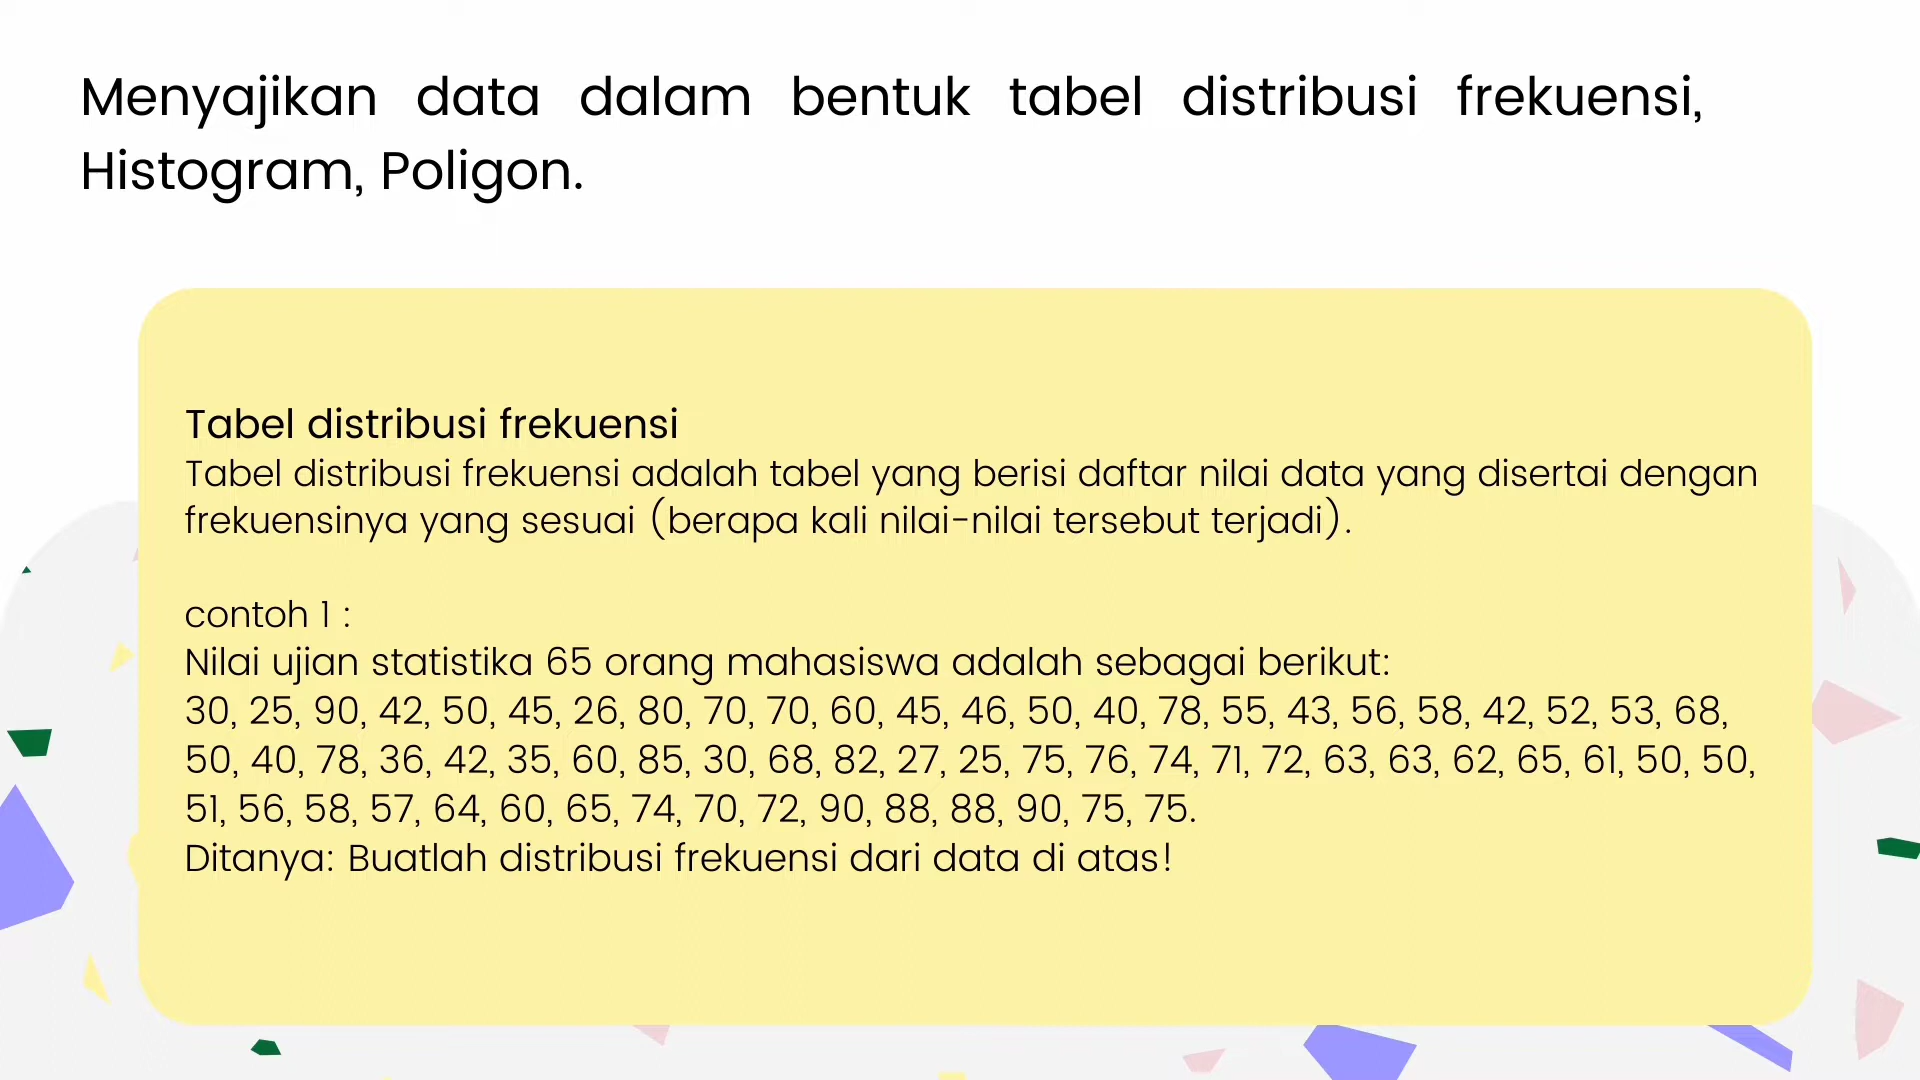 Menyajikan data dalam bentuk tabel distribusi frekuensi,
Histogram, Poligon.
Tabel distribusi frekuensi
Tabel distribusi frekuensi adalah tabel yang berisi daftar nilai data yang disertai dengan
frekuensinya yang sesuai (berapa kali nilai-nilai tersebut terjadi).
contoh 1 :
Nilai ujian statistika 65 orang mahasiswa adalah sebagai berikut:
30, 25, 90, 42, 50, 45, 26, 80, 70, 70, 60, 45, 46, 50, 40, 78, 55, 43, 56, 58, 42, 52, 53, 68,
50, 40, 78, 36, 42, 35, 60, 85, 30, 68, 82, 27, 25, 75, 76, 74, 71, 72, 63, 63, 62, 65, 61, 50, 50,
51, 56, 58, 57, 64, 60, 65, 74, 70, 72, 90, 88, 88, 90, 75, 75.
Ditanya: Buatlah distribusi frekuensi dari data di atas!